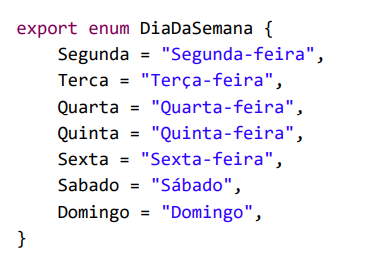 export enum DiaDaSemana {
    Segunda = "Segunda-feira",
    Terca = "Terça-feira",
    Quarta = "Quarta-feira",
    Quinta = "Quinta-feira",
    Sexta = "Sexta-feira",
    Sabado = "Sábado",
    Domingo = "Domingo",
}